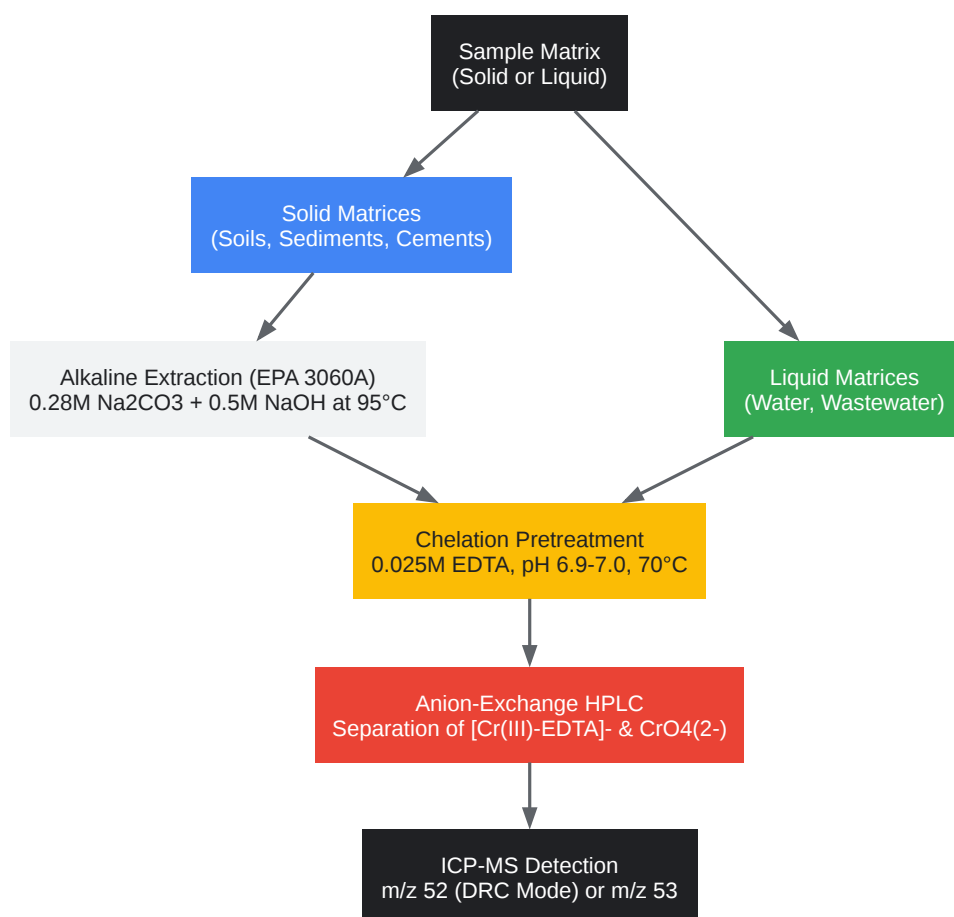 Sample Matrix
(Solid or Liquid)
Solid Matrices
(Soils, Sediments, Cements)
Alkaline Extraction (EPA 3060A)
0.28M Na2CO3 + 0.5M NaOH at 95°C
Liquid Matrices
(Water, Wastewater)
Chelation Pretreatment
0.025M EDTA, pH 6.9-7.0, 70°C
Anion-Exchange HPLC
Separation of [Cr(III)-EDTA]- & CrO4(2-)
ICP-MS Detection
m/z 52 (DRC Mode) or m/z 53